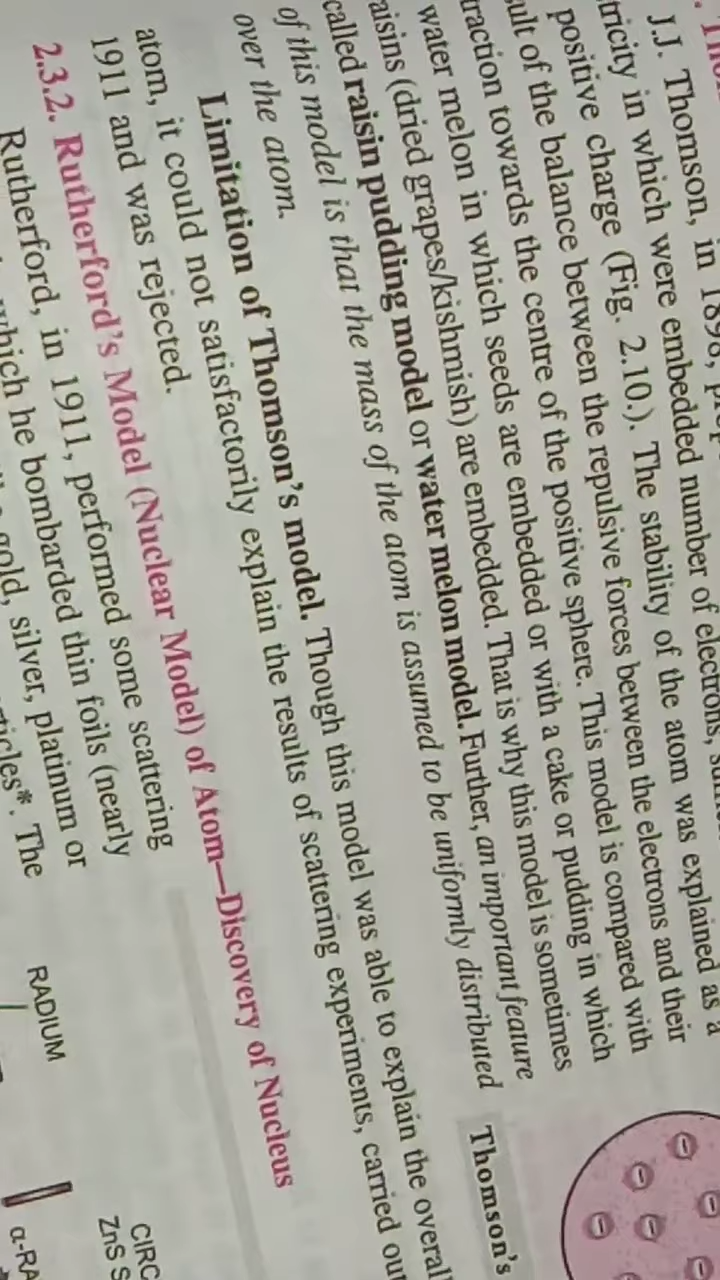 J.J. Thomson, in 1898,
tricity in which were embedded number of electrons,
positive charge (Fig. 2.10.). The stability of the atom was explained as a
ult of the balance between the repulsive forces between the electrons and their
traction towards the centre of the positive sphere. This model is compared with
water melon in which seeds are embedded or with a cake or pudding in which
aisins (dried grapes/kishmish) are embedded. That is why this model is sometimes
called raisin pudding model or water melon model. Further, an important feature
of this model is that the mass of the atom is assumed to be uniformly distributed
over the atom.
Thomson's
Limitation of Thomson's model. Though this model was able to explain the overal
atom, it could not satisfactorily explain the results of scattering experiments, carried out
1911 and was rejected.
2.3.2. Rutherford's Model (Nuclear Model) of Atom—Discovery of Nucleus
Rutherford, in 1911, performed some scattering
which he bombarded thin foils (nearly
gold, silver, platinum or
ticles*. The
RADIUM
CIRC
ZnS S
α-RA